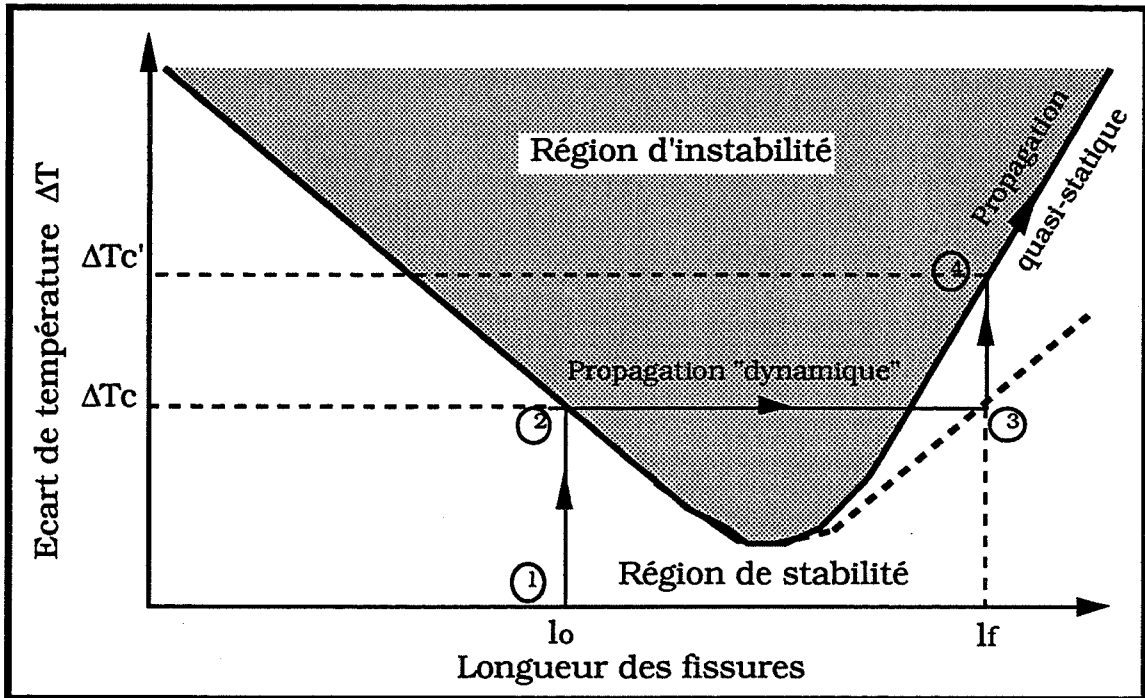 Région d'instabilité
Propagation
quasi-statique
Ecart de température ΔT
ΔTc'
4
Propagation "dynamique"
ΔTc
2
3
Région de stabilité
1
lo
lf
Longueur des fissures